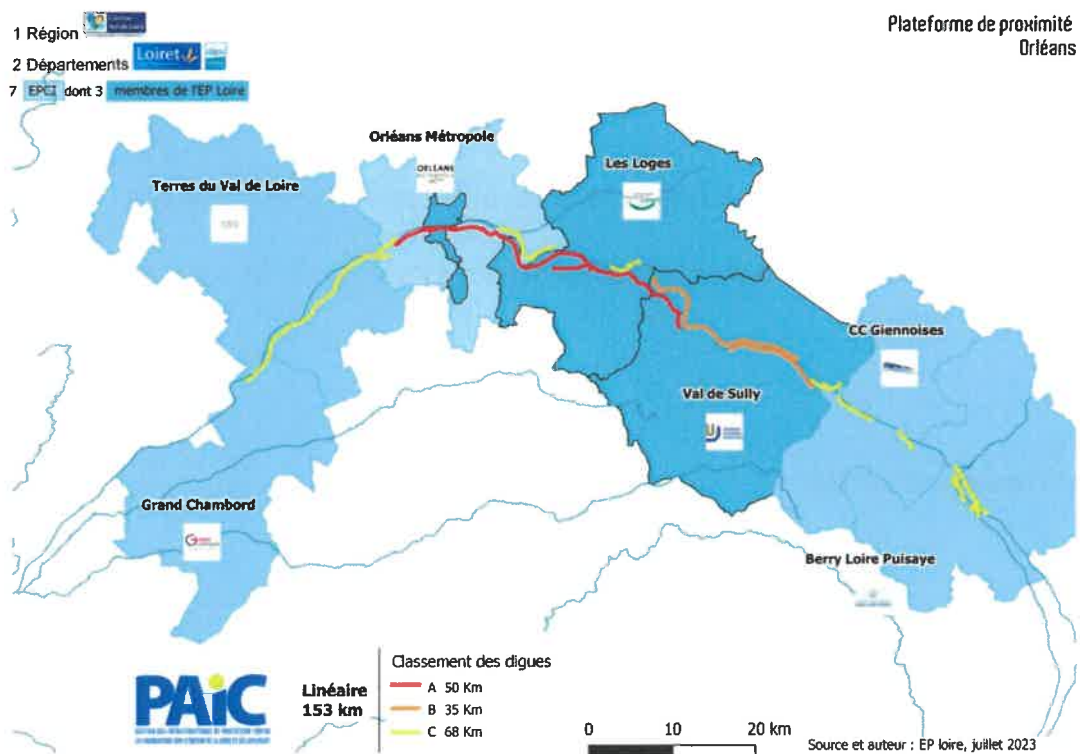 1 Région
2 Départements Loiret
7 EPCI dont 3 membres de l'EP Loire
Plateforme de proximité
Orléans
Orléans Métropole
ORLEANS
Les Loges
Terres du Val de Loire
CC Giennoises
Val de Sully
Grand Chambord
Berry Loire Puisaye
PAiC
Linéaire
153 km
Classement des digues
A 50 Km
B 35 Km
C 68 Km
0 10 20 km
Source et auteur : EP loire, juillet 2023